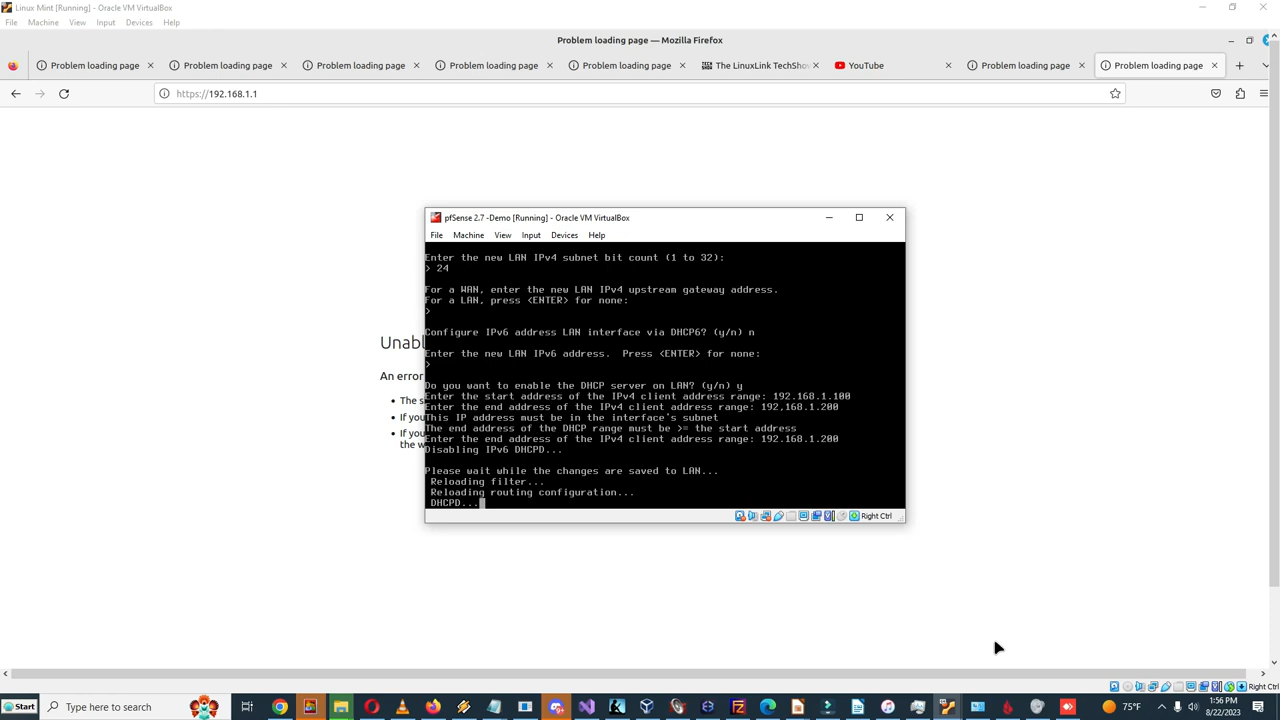 Linux Mint [Running] - Oracle VM VirtualBox
File Machine View Input Devices Help
Problem loading page — Mozilla Firefox
Problem loading page Problem loading page Problem loading page Problem loading page Problem loading page The LinuxLink TechShow YouTube Problem loading page Problem loading page
https://192.168.1.1
pfSense 2.7 -Demo [Running] - Oracle VM VirtualBox
File Machine View Input Devices Help
Enter the new LAN IPv4 subnet bit count (1 to 32):
> 24
For a WAN, enter the new LAN IPv4 upstream gateway address.
For a LAN, press <ENTER> for none:
>
Configure IPv6 address LAN interface via DHCP6? (y/n) n
Enter the new LAN IPv6 address.  Press <ENTER> for none:
>
Do you want to enable the DHCP server on LAN? (y/n) y
Enter the start address of the IPv4 client address range: 192.168.1.100
Enter the end address of the IPv4 client address range: 192,168.1.200
This IP address must be in the interface's subnet
The end address of the DHCP range must be >= the start address
Enter the end address of the IPv4 client address range: 192.168.1.200
Disabling IPv6 DHCPD...
Please wait while the changes are saved to LAN...
Reloading filter...
Reloading routing configuration...
DHCPD...
Right Ctrl
Unabl
An error
The s
If you
If you
the w
Right Ctrl
Start
Type here to search
75°F
1:56 PM
8/22/2023